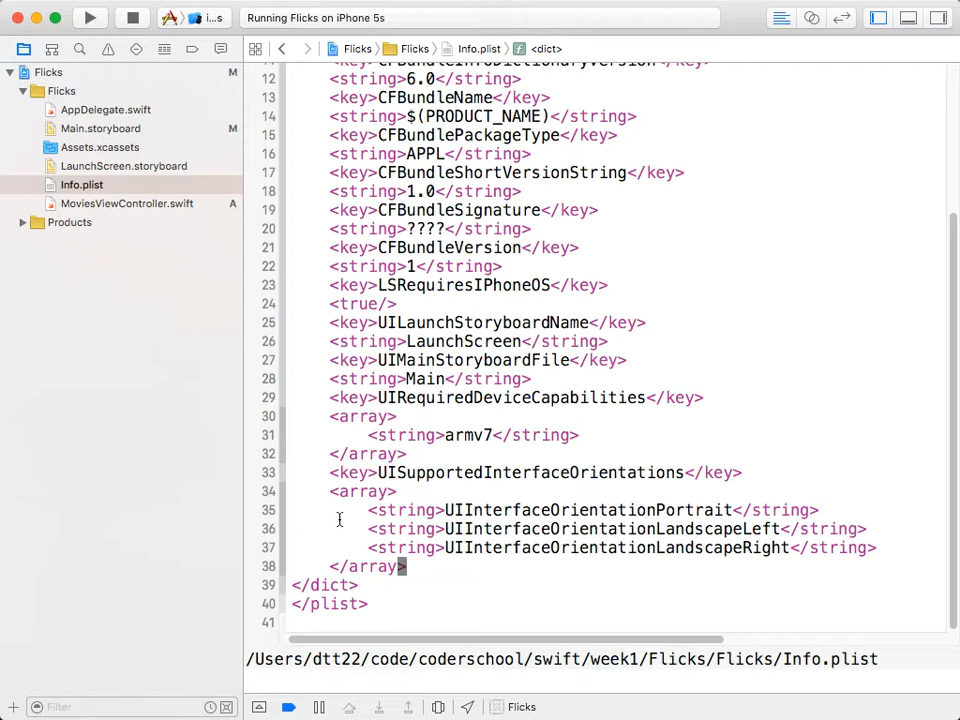 i...s
Running Flicks on iPhone 5s
Flicks
Flicks
Info.plist
<dict>
Flicks M
Flicks
AppDelegate.swift
Main.storyboard M
Assets.xcassets
LaunchScreen.storyboard
Info.plist
MoviesViewController.swift A
Products
<key>CFBundleInfoDictionaryVersion</key>
12 <string>6.0</string>
13 <key>CFBundleName</key>
14 <string>$(PRODUCT_NAME)</string>
15 <key>CFBundlePackageType</key>
16 <string>APPL</string>
17 <key>CFBundleShortVersionString</key>
18 <string>1.0</string>
19 <key>CFBundleSignature</key>
20 <string>????</string>
21 <key>CFBundleVersion</key>
22 <string>1</string>
23 <key>LSRequiresIPhoneOS</key>
24 <true/>
25 <key>UILaunchStoryboardName</key>
26 <string>LaunchScreen</string>
27 <key>UIMainStoryboardFile</key>
28 <string>Main</string>
29 <key>UIRequiredDeviceCapabilities</key>
30 <array>
31 <string>armv7</string>
32 </array>
33 <key>UISupportedInterfaceOrientations</key>
34 <array>
35 <string>UIInterfaceOrientationPortrait</string>
36 <string>UIInterfaceOrientationLandscapeLeft</string>
37 <string>UIInterfaceOrientationLandscapeRight</string>
38 </array>
39 </dict>
40 </plist>
41
/Users/dtt22/code/coderschool/swift/week1/Flicks/Flicks/Info.plist
Filter
Flicks